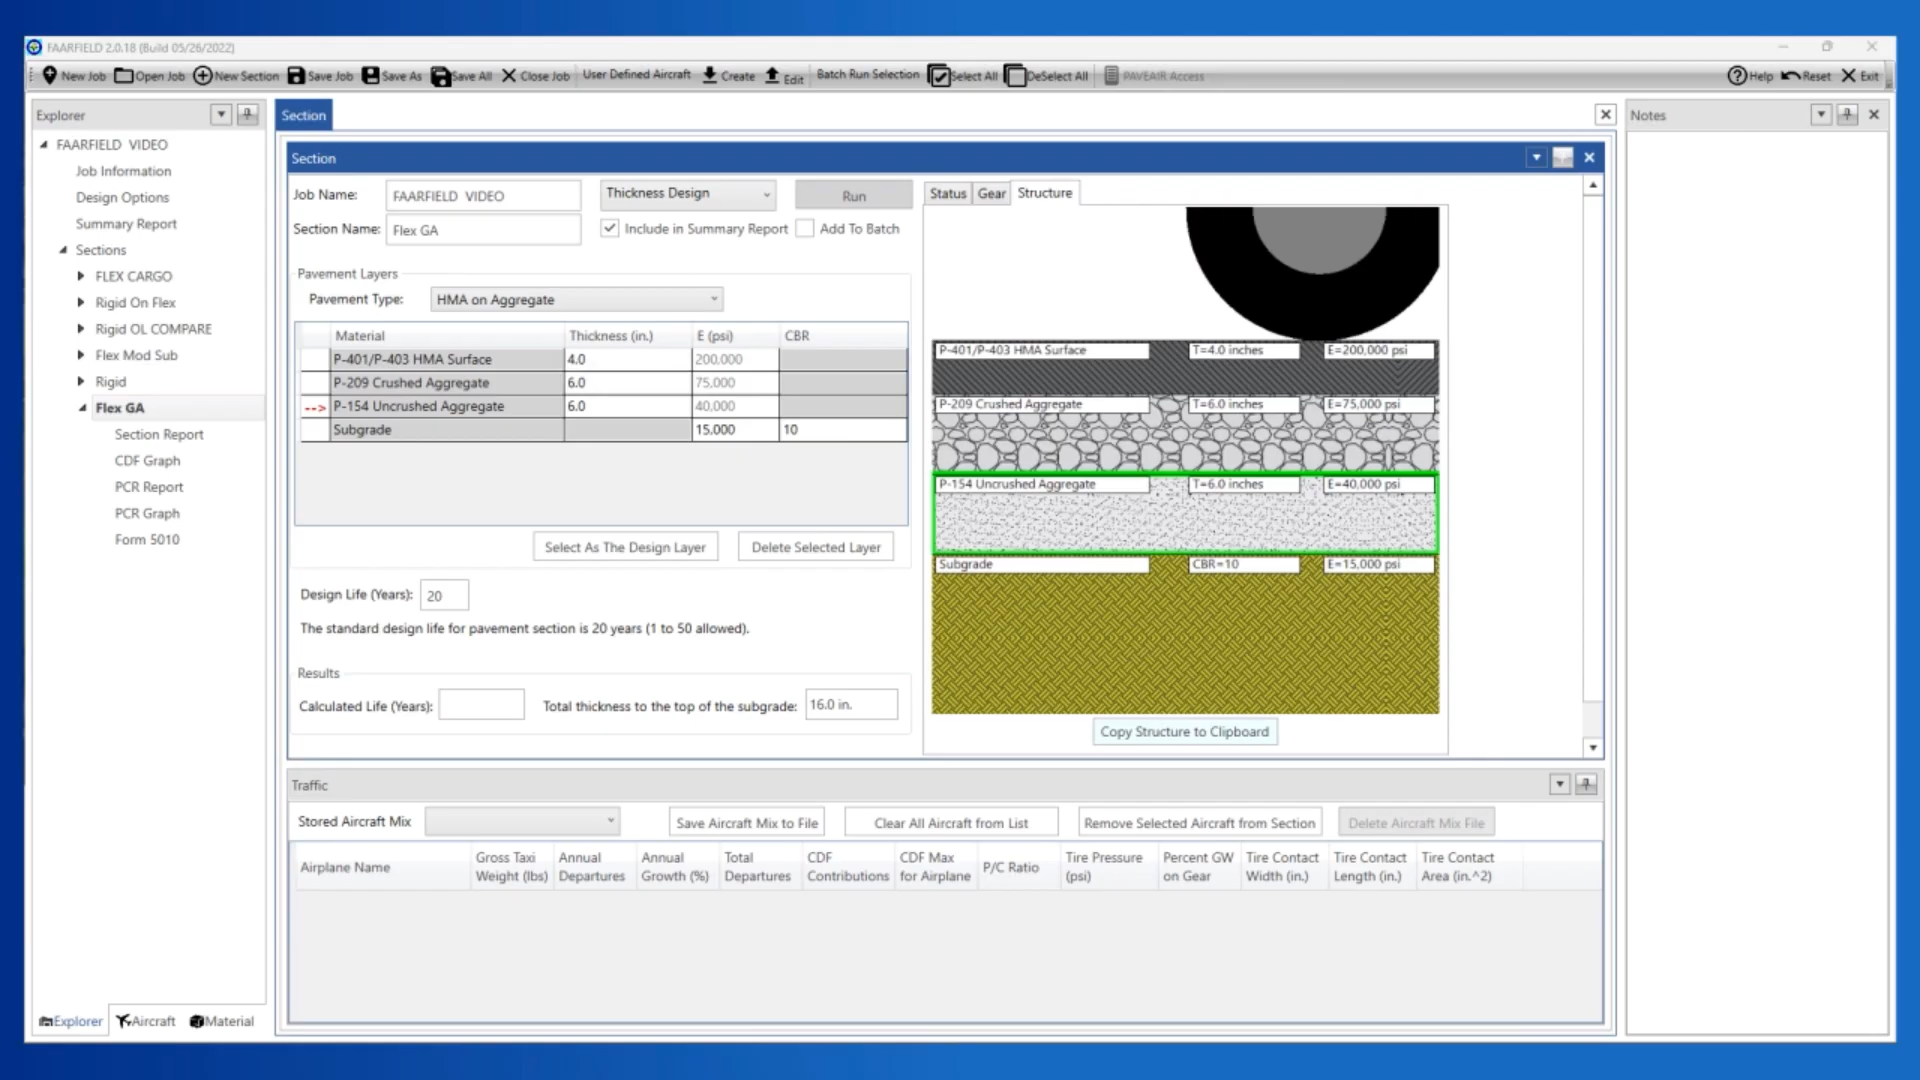 FAARFIELD 2.0.18 (Build 05/26/2022)
New Job Open Job New Section Save Job Save As Save All Close Job User Defined Aircraft Create Edit Batch Run Selection Select All DeSelect All PAVEAIR Access Help Reset Exit
Explorer
FAARFIELD VIDEO
Job Information
Design Options
Summary Report
Sections
FLEX CARGO
Rigid On Flex
Rigid OL COMPARE
Flex Mod Sub
Rigid
Flex GA
Section Report
CDF Graph
PCR Report
PCR Graph
Form 5010
Explorer Aircraft Material
Section
Section
Job Name: FAARFIELD VIDEO Thickness Design Run
Section Name: Flex GA Include in Summary Report Add To Batch
Pavement Layers
Pavement Type: HMA on Aggregate
Material Thickness (in.) E (psi) CBR
P-401/P-403 HMA Surface 4.0 200,000
P-209 Crushed Aggregate 6.0 75,000
--> P-154 Uncrushed Aggregate 6.0 40,000
Subgrade 15,000 10
Select As The Design Layer Delete Selected Layer
Design Life (Years): 20
The standard design life for pavement section is 20 years (1 to 50 allowed).
Results
Calculated Life (Years): Total thickness to the top of the subgrade: 16.0 in.
Status Gear Structure
P-401/P-403 HMA Surface T=4.0 inches E=200,000 psi
P-209 Crushed Aggregate T=6.0 inches E=75,000 psi
P-154 Uncrushed Aggregate T=6.0 inches E=40,000 psi
Subgrade CBR=10 E=15,000 psi
Copy Structure to Clipboard
Traffic
Stored Aircraft Mix Save Aircraft Mix to File Clear All Aircraft from List Remove Selected Aircraft from Section Delete Aircraft Mix File
Airplane Name Gross Taxi Weight (lbs) Annual Departures Annual Growth (%) Total Departures CDF Contributions CDF Max for Airplane P/C Ratio Tire Pressure (psi) Percent GW on Gear Tire Contact Width (in.) Tire Contact Length (in.) Tire Contact Area (in.^2)
Notes